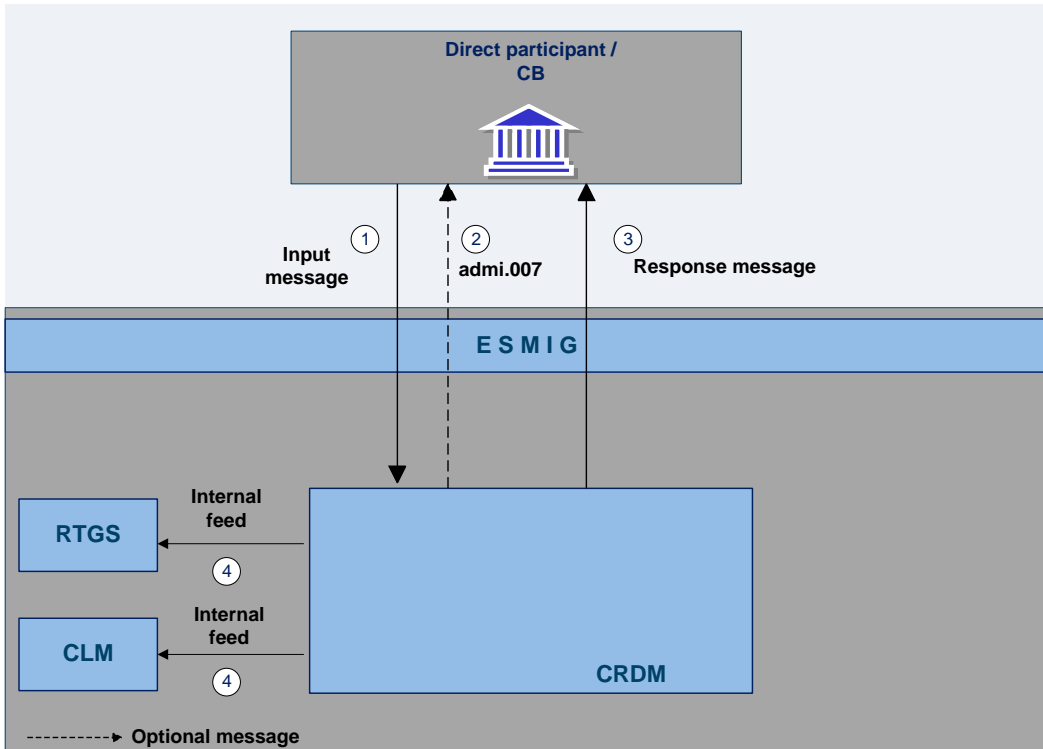 Direct participant /
CB
1
2
3
Input
message
admi.007
Response message
E S M I G
Internal
feed
RTGS
4
Internal
feed
CLM
4
CRDM
Optional message